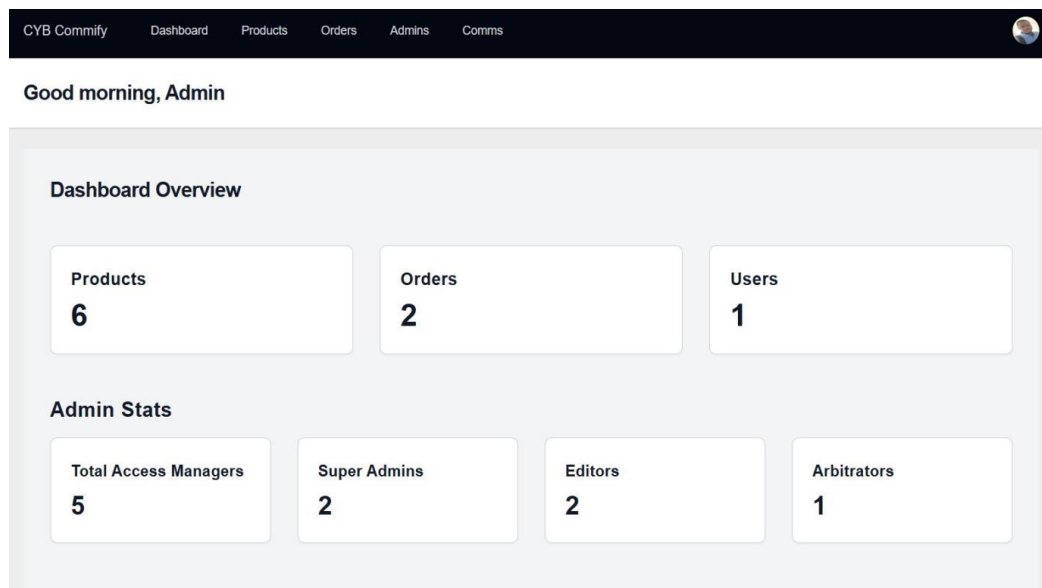 CYB Commify Dashboard Products Orders Admins Comms
Good morning, Admin
Dashboard Overview
Products Orders Users
6 2 1
Admin Stats
Total Access Managers Super Admins Editors Arbitrators
5 2 2 1